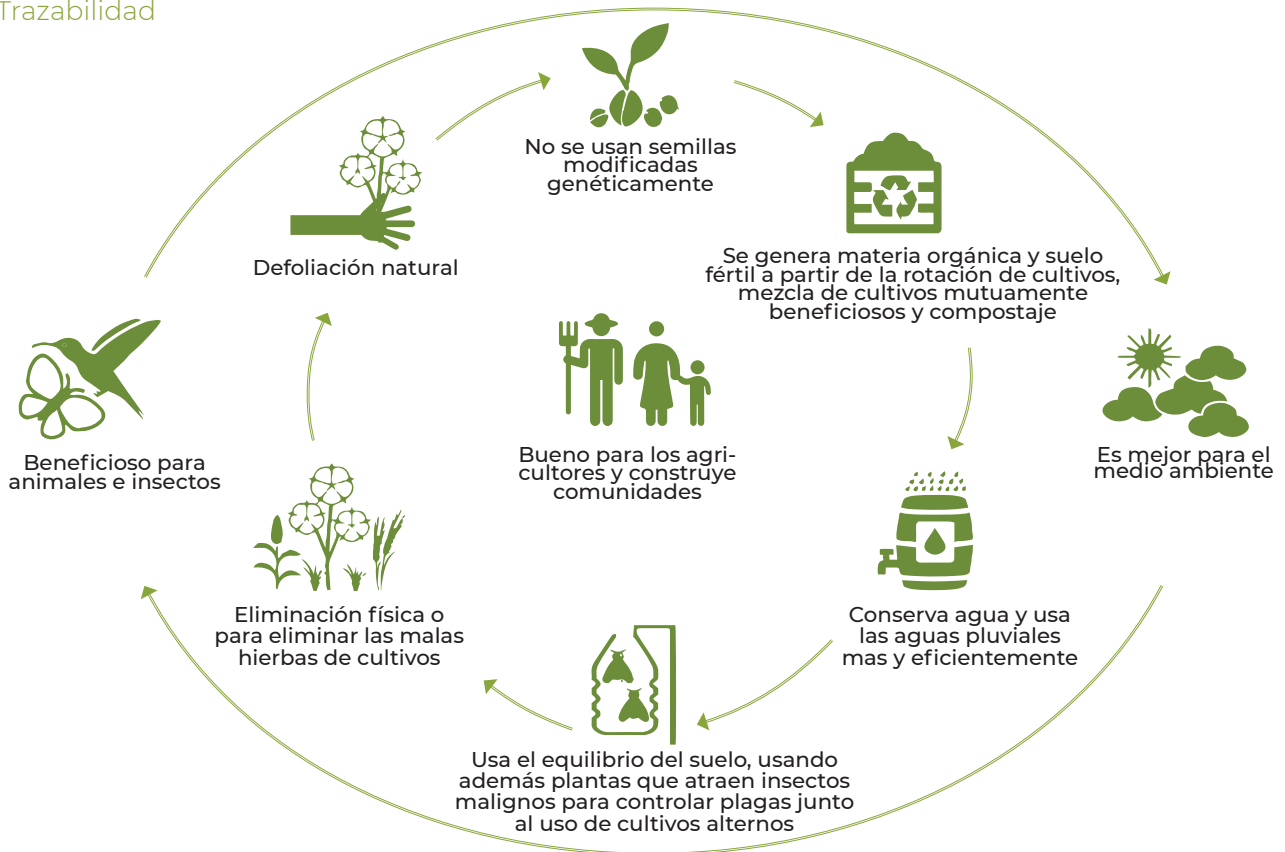 Trazabilidad
No se usan semillas
modificadas
genéticamente
Se genera materia orgánica y suelo
fértil a partir de la rotación de cultivos,
mezcla de cultivos mutuamente
beneficiosos y compostaje
Defoliación natural
Beneficioso para
animales e insectos
Bueno para los agri-
cultores y construye
comunidades
Es mejor para el
medio ambiente
Eliminación física o
para eliminar las malas
hierbas de cultivos
Conserva agua y usa
las aguas pluviales
mas y eficientemente
Usa el equilibrio del suelo, usando
además plantas que atraen insectos
malignos para controlar plagas junto
al uso de cultivos alternos